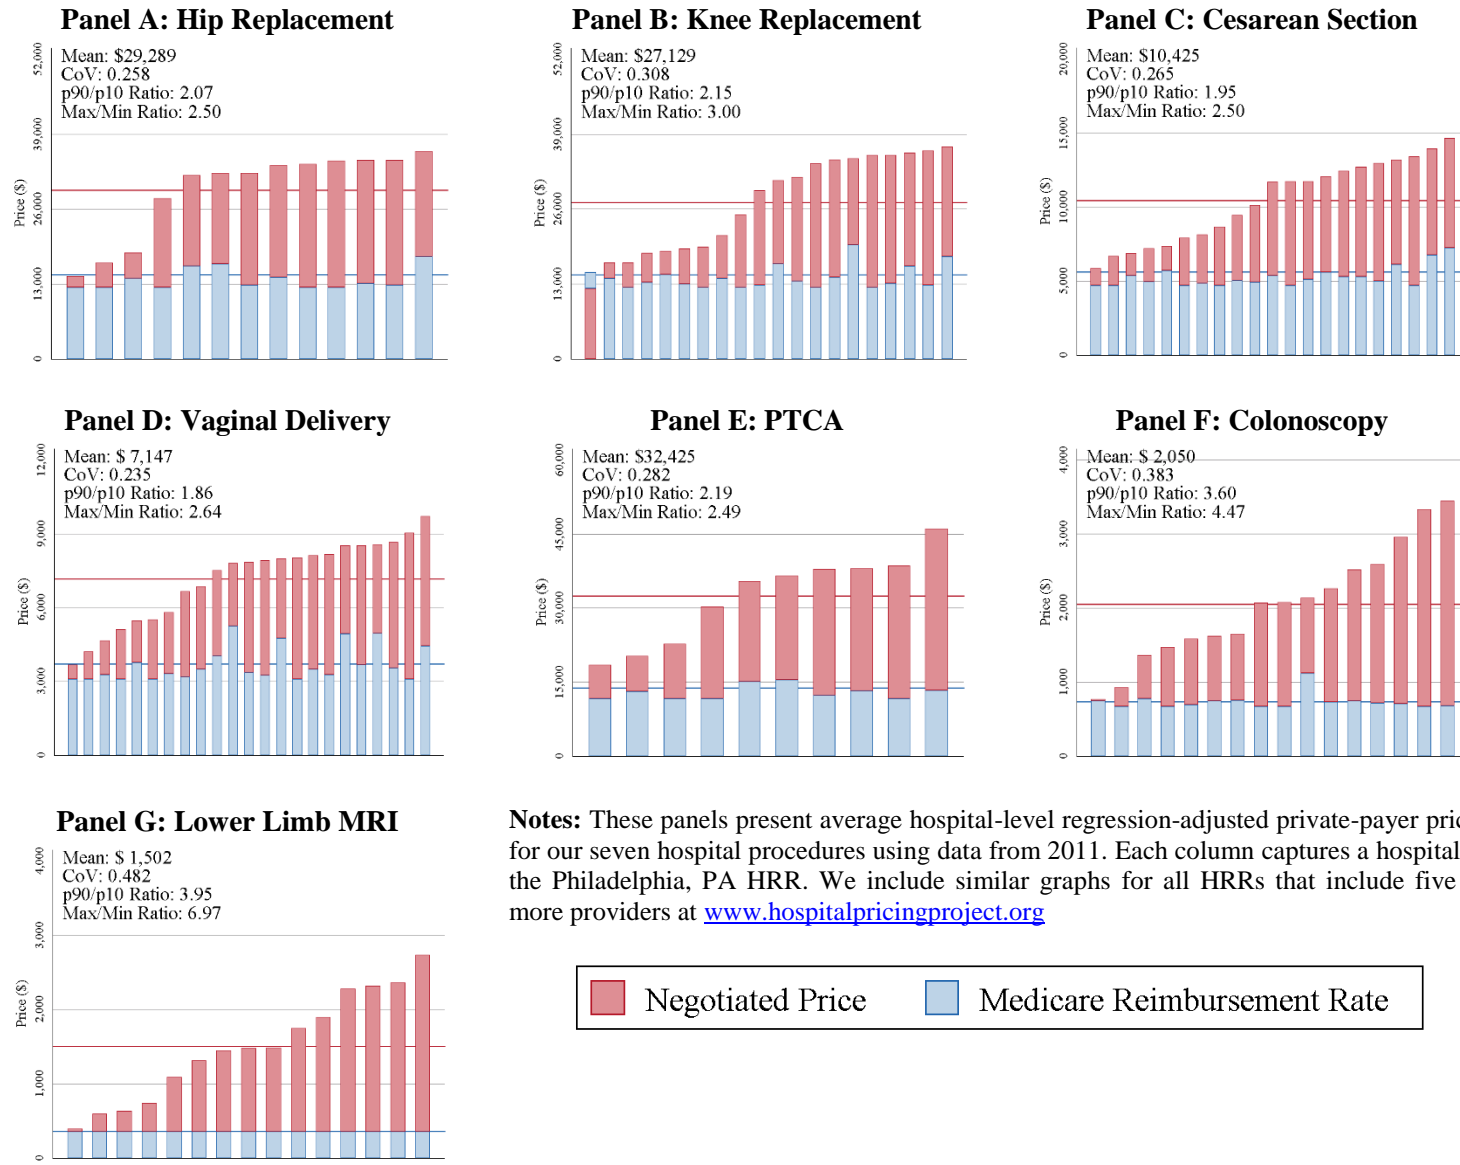 Panel A: Hip Replacement
Mean: $29,289
CoV: 0.258
p90/p10 Ratio: 2.07
Max/Min Ratio: 2.50
Price ($)
52,000
39,000
26,000
13,000
0
Panel B: Knee Replacement
Mean: $27,129
CoV: 0.308
p90/p10 Ratio: 2.15
Max/Min Ratio: 3.00
Price ($)
52,000
39,000
26,000
13,000
0
Panel C: Cesarean Section
Mean: $10,425
CoV: 0.265
p90/p10 Ratio: 1.95
Max/Min Ratio: 2.50
Price ($)
20,000
15,000
10,000
5,000
0
Panel D: Vaginal Delivery
Mean: $ 7,147
CoV: 0.235
p90/p10 Ratio: 1.86
Max/Min Ratio: 2.64
Price ($)
12,000
9,000
6,000
3,000
0
Panel E: PTCA
Mean: $32,425
CoV: 0.282
p90/p10 Ratio: 2.19
Max/Min Ratio: 2.49
Price ($)
60,000
45,000
30,000
15,000
0
Panel F: Colonoscopy
Mean: $ 2,050
CoV: 0.383
p90/p10 Ratio: 3.60
Max/Min Ratio: 4.47
Price ($)
4,000
3,000
2,000
1,000
0
Panel G: Lower Limb MRI
Mean: $ 1,502
CoV: 0.482
p90/p10 Ratio: 3.95
Max/Min Ratio: 6.97
Price ($)
4,000
3,000
2,000
1,000
0
Notes: These panels present average hospital-level regression-adjusted private-payer pric
for our seven hospital procedures using data from 2011. Each column captures a hospital
the Philadelphia, PA HRR. We include similar graphs for all HRRs that include five
more providers at www.hospitalpricingproject.org
Negotiated Price
Medicare Reimbursement Rate